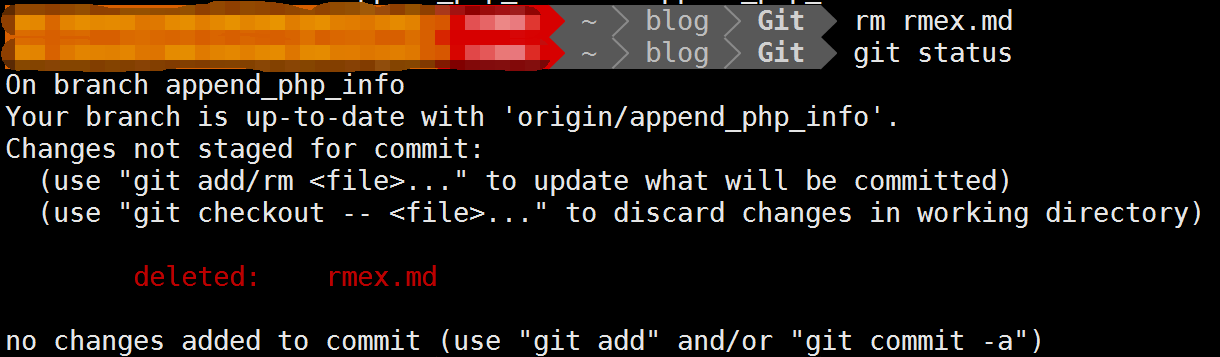 ~ blog Git rm rmex.md
~ blog Git git status
On branch append_php_info
Your branch is up-to-date with 'origin/append_php_info'.
Changes not staged for commit:
(use "git add/rm <file>..." to update what will be committed)
(use "git checkout -- <file>..." to discard changes in working directory)
deleted: rmex.md
no changes added to commit (use "git add" and/or "git commit -a")